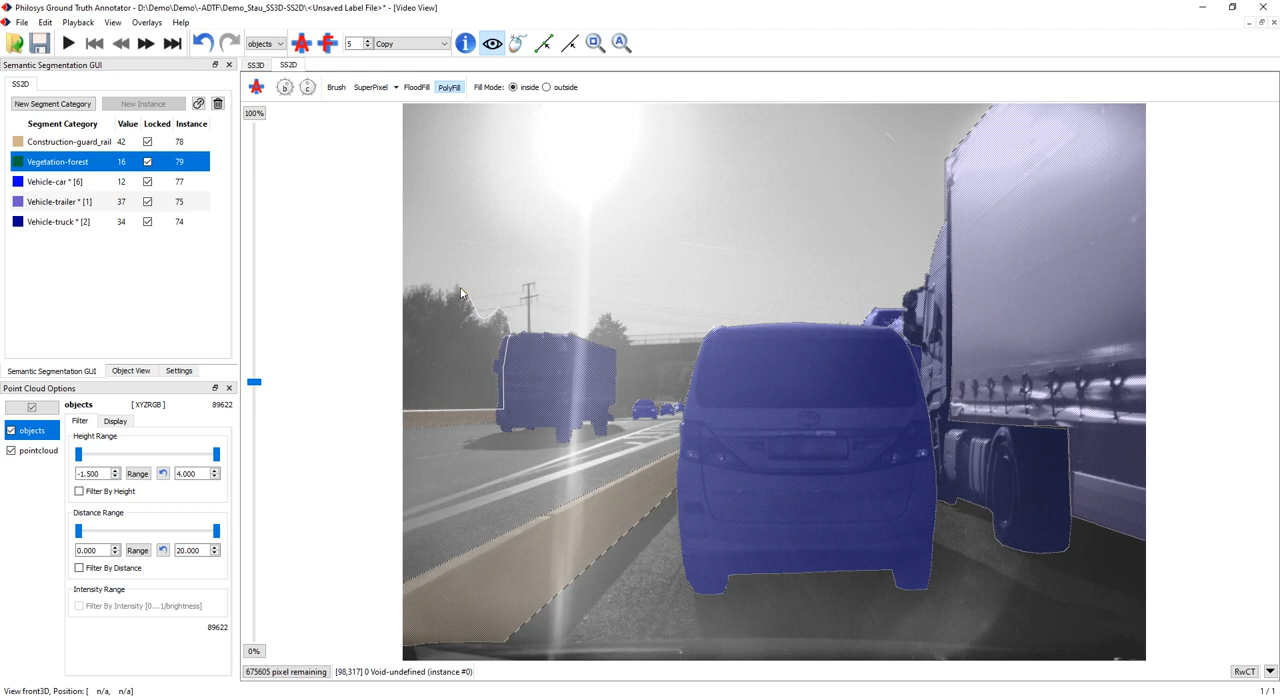 Philosys Ground Truth Annotator - D:\Demo\Demo\-ADTF\Demo_Stau_SS3D-SS2D\<Unsaved Label File>* - [Video View]
File Edit Playback View Overlays Help
objects 5 Copy
Semantic Segmentation GUI
SS3D SS2D
SS2D
Brush SuperPixel FloodFill PolyFill Fill Mode: inside outside
New Segment Category New Instance
100%
Segment Category Value Locked Instance
Construction-guard_rail 42 78
Vegetation-forest 16 79
Vehicle-car * [6] 12 77
Vehicle-trailer * [1] 37 75
Vehicle-truck * [2] 34 74
Semantic Segmentation GUI Object View Settings
Point Cloud Options
objects [XYZRGB] 89622
objects
pointcloud
Filter Display
Height Range
-1.500 Range 4.000
Filter By Height
Distance Range
0.000 Range 20.000
Filter By Distance
Intensity Range
Filter By Intensity [0...1/brightness]
89622
0%
675605 pixel remaining [98,317] 0 Void-undefined (instance #0)
RwCT
View front3D, Position: [ n/a, n/a]
1 / 1